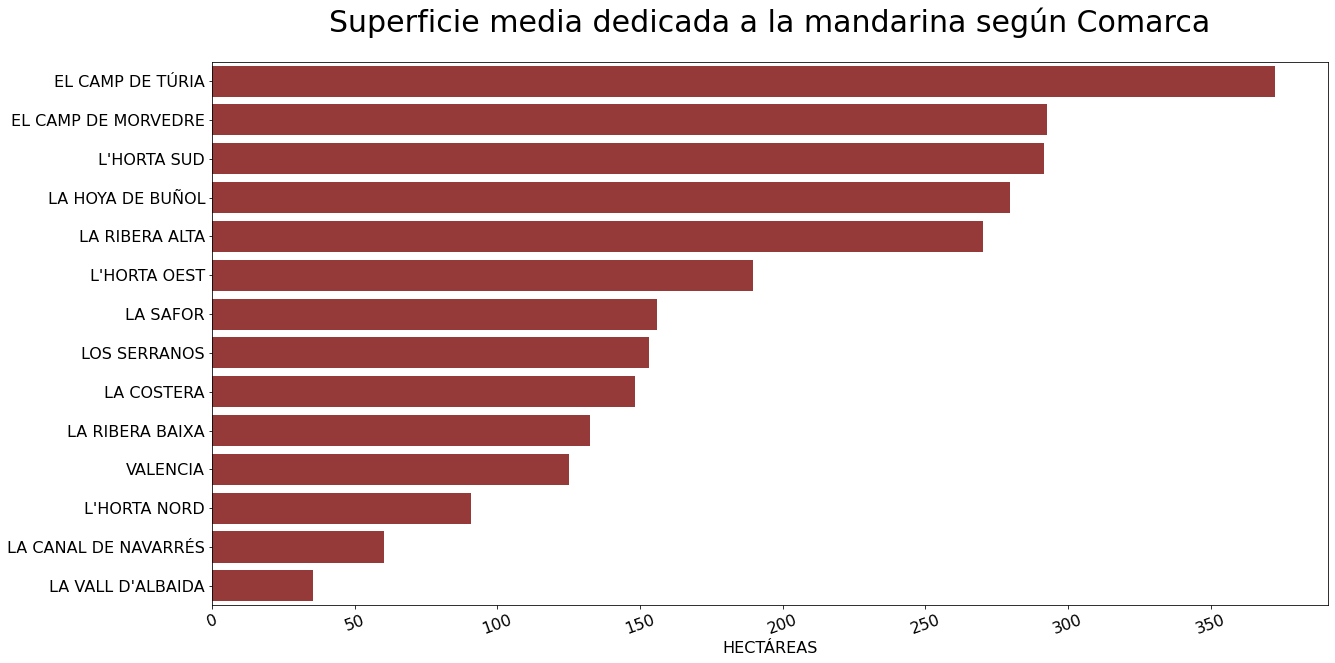 Superficie media dedicada a la mandarina según Comarca
EL CAMP DE TÚRIA
EL CAMP DE MORVEDRE
L'HORTA SUD
LA HOYA DE BUÑOL
LA RIBERA ALTA
L'HORTA OEST
LA SAFOR
LOS SERRANOS
LA COSTERA
LA RIBERA BAIXA
VALENCIA
L'HORTA NORD
LA CANAL DE NAVARRÉS
LA VALL D'ALBAIDA
0 50 100 150 200 250 300 350
HECTÁREAS